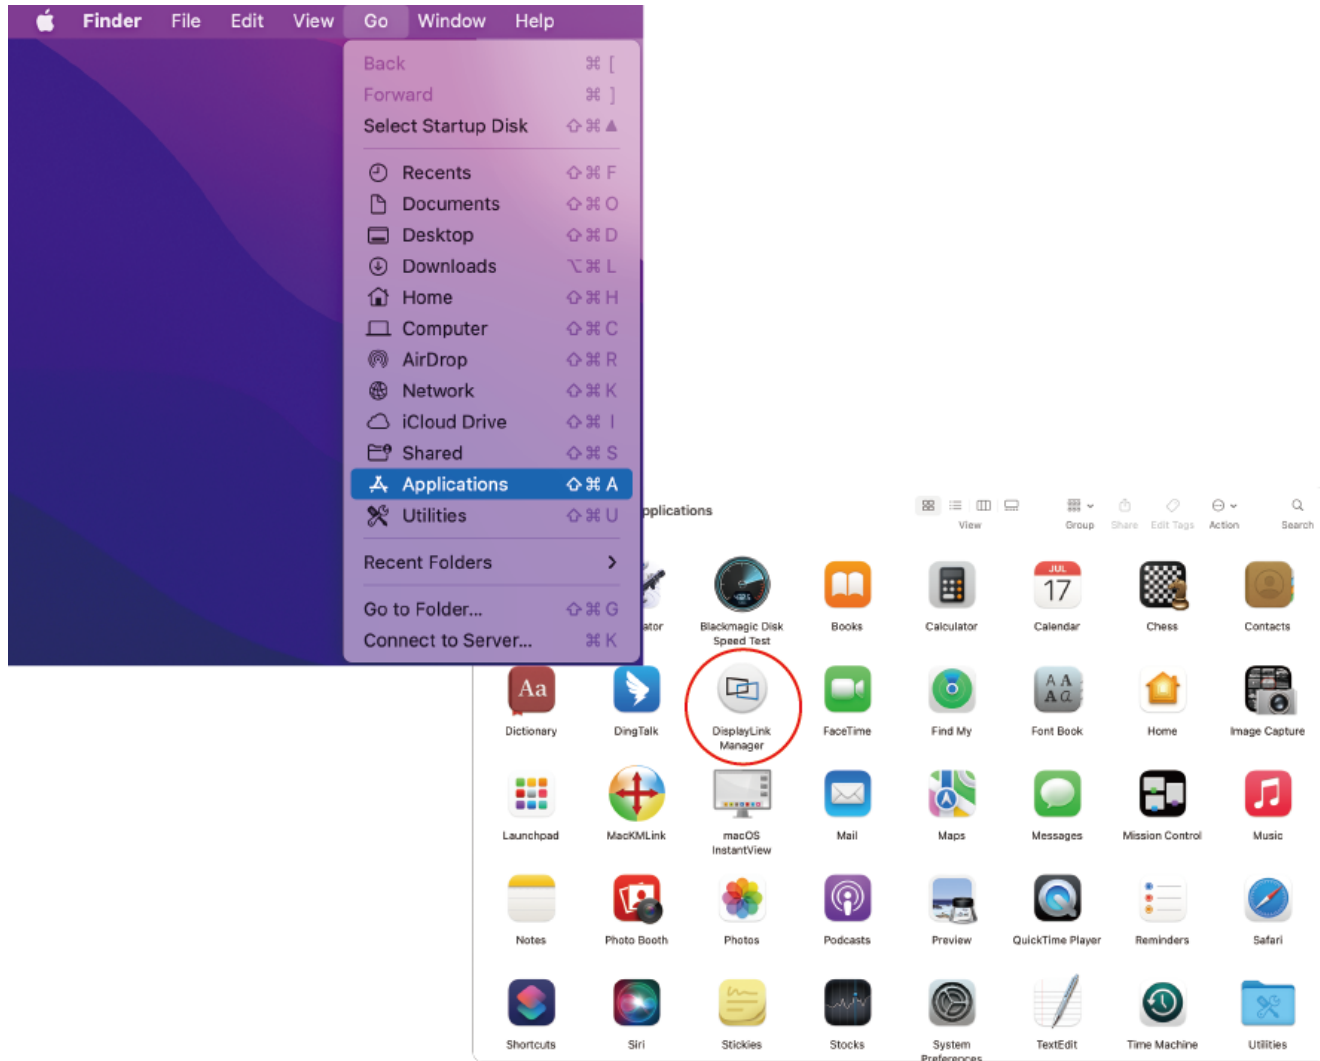 Finder File Edit View Go Window Help
Back ⌘ [
Forward ⌘ ]
Select Startup Disk ⇧⌘▲
Recents ⇧⌘F
Documents ⇧⌘O
Desktop ⇧⌘D
Downloads ⌥⌘L
Home ⇧⌘H
Computer ⇧⌘C
AirDrop ⇧⌘R
Network ⇧⌘K
iCloud Drive ⇧⌘I
Shared ⇧⌘S
Applications ⇧⌘A
Utilities ⇧⌘U
Recent Folders
Go to Folder... ⇧⌘G
Connect to Server... ⌘K
pplications
View Group Share Edit Tags Action Search
JUL
17
ator Blackmagic Disk Books Calculator Calendar Chess Contacts
Speed Test
Aa
A A
A a
Dictionary DingTalk DisplayLink FaceTime Find My Font Book Home Image Capture
Manager
Launchpad MacKMLink macOS Mail Maps Messages Mission Control Music
InstantView
Notes Photo Booth Photos Podcasts Preview QuickTime Player Reminders Safari
Shortcuts Siri Stickies Stocks System TextEdit Time Machine Utilities
Preferences